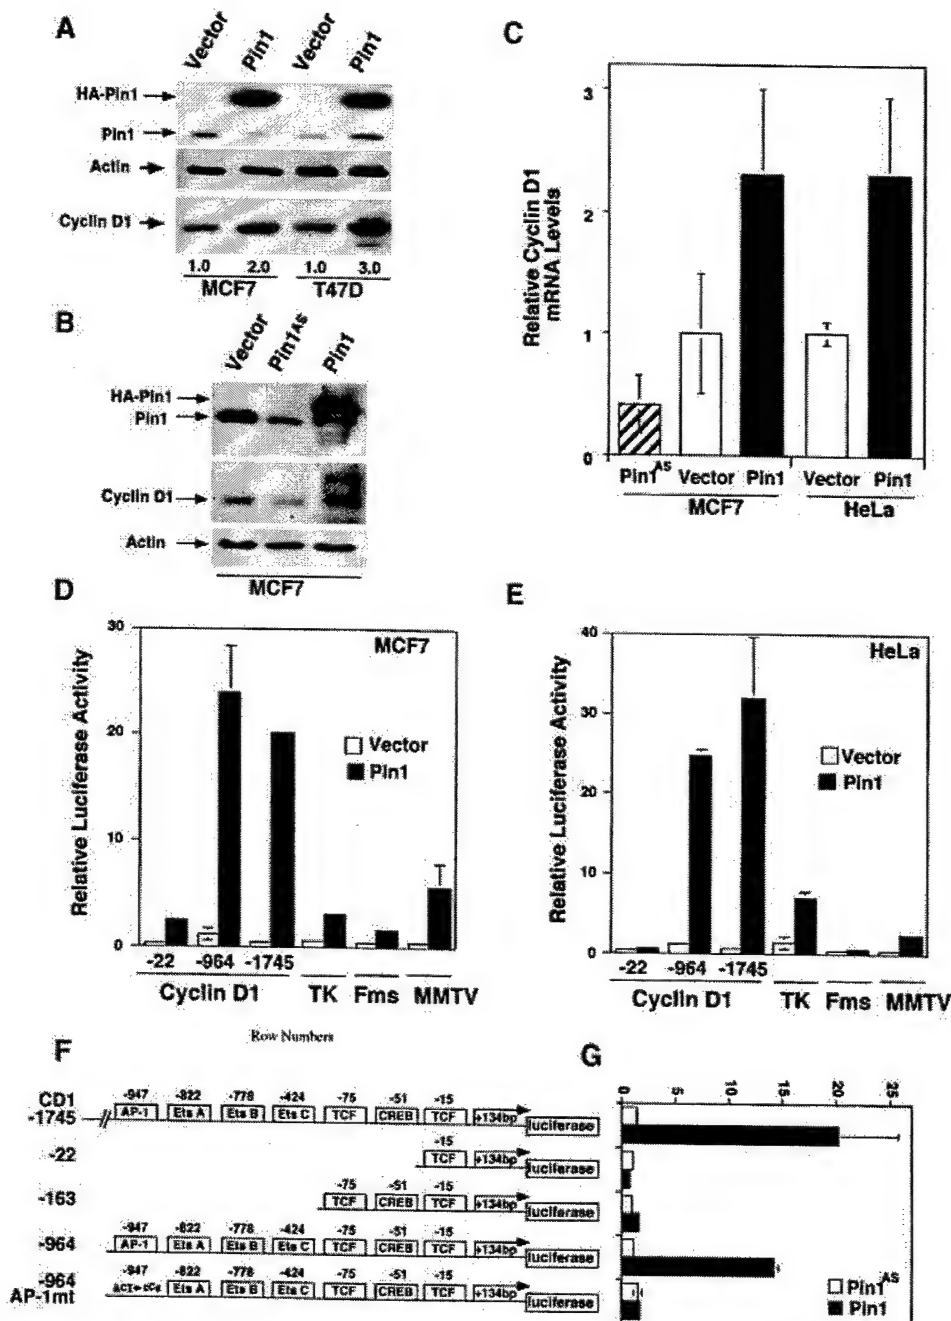 A
Vector
Pin1
Vector
Pin1
HA-Pin1
Pin1
Actin
Cyclin D1
1.0 2.0 1.0 3.0
MCF7 T47D
B
Vector
Pin1AS
Pin1
HA-Pin1
Pin1
Cyclin D1
Actin
MCF7
C
Relative Cyclin D1
mRNA Levels
3
2
1
0
Pin1AS Vector Pin1 Vector Pin1
MCF7 HeLa
D
Relative Luciferase Activity
30
20
10
0
MCF7
Vector
Pin1
-22 -964 -1745
Cyclin D1 TK Fms MMTV
E
Relative Luciferase Activity
40
30
20
10
0
HeLa
Vector
Pin1
-22 -964 -1745
Cyclin D1 TK Fms MMTV
Row Numbers
F
CD1
-1745
-947 -822 -778 -424 -75 -51 -15
AP-1 Ets A Ets B Ets C TCF CREB TCF +134bp luciferase
-22
-15
TCF +134bp luciferase
-163
-75 -51 -15
TCF CREB TCF +134bp luciferase
-964
-947 -822 -778 -424 -75 -51 -15
AP-1 Ets A Ets B Ets C TCF CREB TCF +134bp luciferase
-964
AP-1mt
-947 -822 -778 -424 -75 -51 -15
Ets A Ets B Ets C TCF CREB TCF +134bp luciferase
G
0 5 10 15 20 25
Pin1AS
Pin1